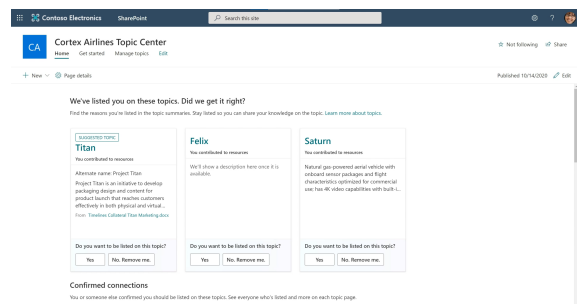 Contoso Electronics SharePoint Search this site ?
CA
Cortex Airlines Topic Center
Home Get started Manage topics Edit
Not following Share
+ New Page details Published 10/14/2020 Edit
We've listed you on these topics. Did we get it right?
Find the reasons you're listed in the topic summaries. Stay listed so you can share your knowledge on the topic. Learn more about topics.
SUGGESTED TOPIC
Titan
You contributed to resources
Alternate name: Project Titan
Project Titan is an initiative to develop
packaging design and content for
product launch that reaches customers
effectively in both physical and virtual...
From: Timelines Collateral Titan Marketing.docx
Do you want to be listed on this topic?
Yes No. Remove me.
Felix
You contributed to resources
We'll show a description here once it is
available.
Do you want to be listed on this topic?
Yes No. Remove me.
Saturn
You contributed to resources
Natural gas-powered aerial vehicle with
onboard sensor packages and flight
characteristics optimized for commercial
use; has 4K video capabilities with built-i...
Do you want to be listed on this topic?
Yes No. Remove me.
Confirmed connections
You or someone else confirmed you should be listed on these topics. See everyone who's listed and more on each topic page.